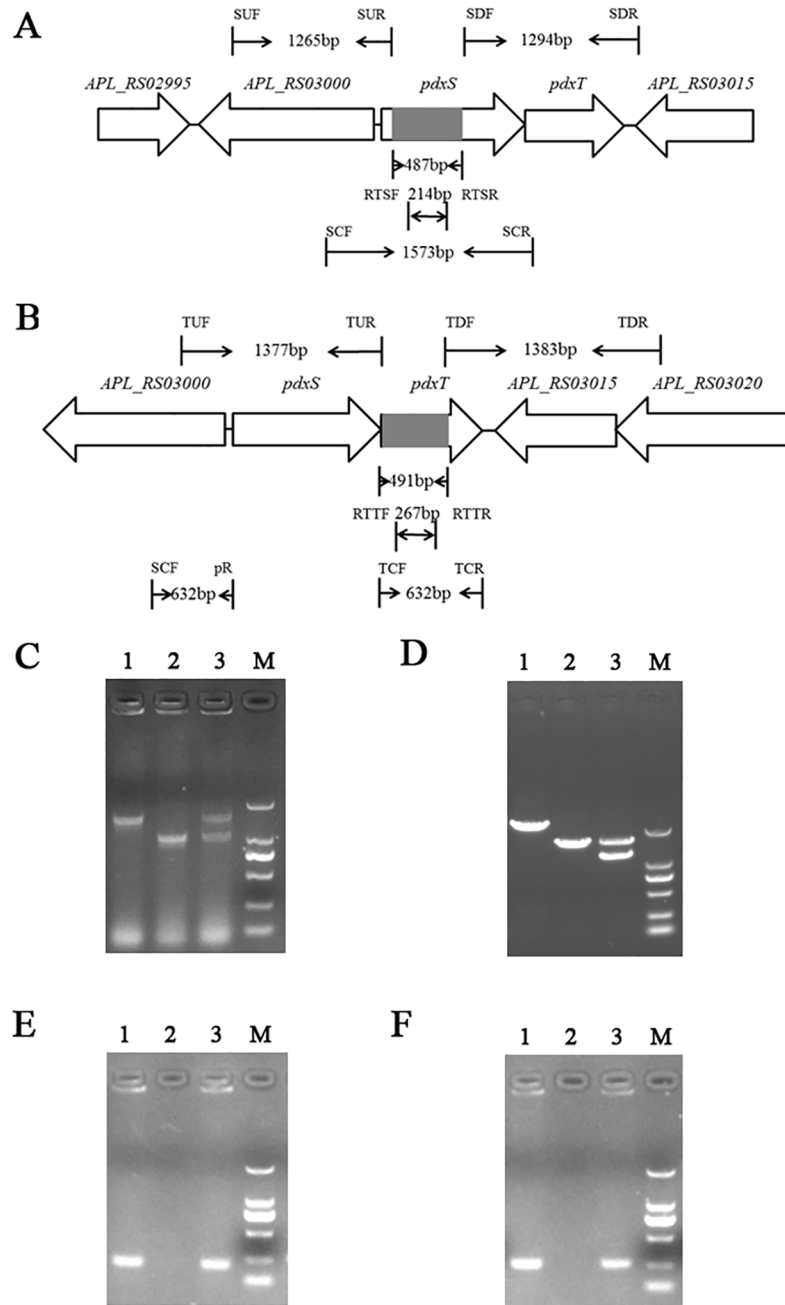 A
SUF SUR SDF SDR
1265bp 1294bp
APL_RS02995 APL_RS03000 pdxS pdxT APL_RS03015
487bp
RTSF 214bp RTSR
SCF SCR
1573bp
B
TUF TUR TDF TDR
1377bp 1383bp
APL_RS03000 pdxS pdxT APL_RS03015 APL_RS03020
491bp
RTTF 267bp RTTR
SCF pR TCF TCR
632bp 632bp
C D
1 2 3 M 1 2 3 M
E F
1 2 3 M 1 2 3 M